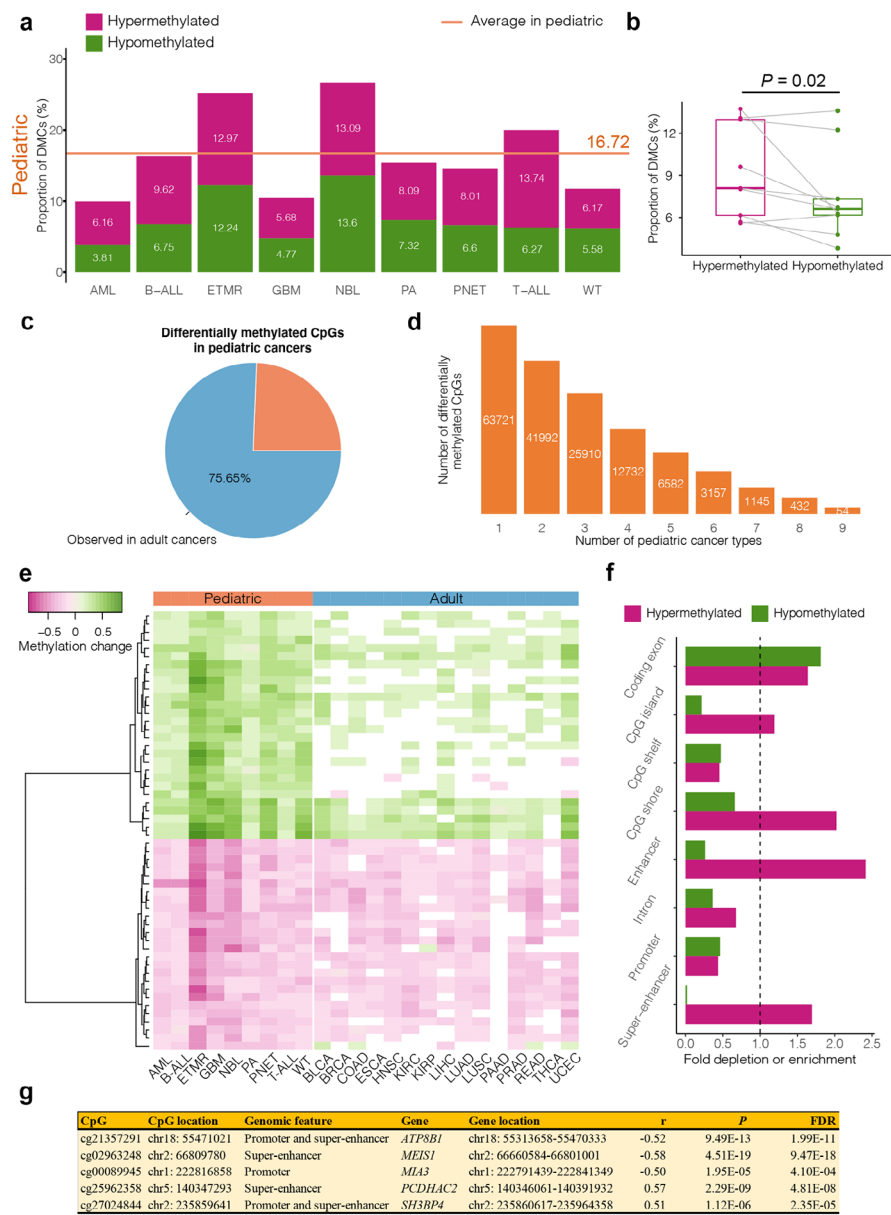 a
Hypermethylated
Hypomethylated
Average in pediatric
Pediatric
Proportion of DMCs (%)
30
20
10
0
16.72
6.16
9.62
12.97
5.68
13.09
8.09
8.01
13.74
6.17
3.81
6.75
12.24
4.77
13.6
7.32
6.6
6.27
5.58
AML B−ALL ETMR GBM NBL PA PNET T−ALL WT
b
P = 0.02
Proportion of DMCs (%)
12
9
6
Hypermethylated Hypomethylated
c
Differentially methylated CpGs
in pediatric cancers
75.65%
Observed in adult cancers
d
Number of differentially
methylated CpGs
63721
41992
25910
12732
6582
3157
1145
432
54
1 2 3 4 5 6 7 8 9
Number of pediatric cancer types
e
−0.5 0 0.5
Methylation change
Pediatric Adult
AML B-ALL ETMR GBM NBL PA PNET T-ALL WT BLCA BRCA COAD ESCA HNSC KIRC KIRP LIHC LUAD LUSC PAAD PRAD READ THCA UCEC
f
Hypermethylated Hypomethylated
Coding exon
CpG island
CpG shelf
CpG shore
Enhancer
Intron
Promoter
Super-enhancer
0.0 0.5 1.0 1.5 2.0 2.5
Fold depletion or enrichment
g
CpG CpG location Genomic feature Gene Gene location r P FDR
cg21357291 chr18: 55471021 Promoter and super-enhancer ATP8B1 chr18: 55313658-55470333 -0.52 9.49E-13 1.99E-11
cg02963248 chr2: 66809780 Super-enhancer MEIS1 chr2: 66660584-66801001 -0.58 4.51E-19 9.47E-18
cg00089945 chr1: 222816858 Promoter MIA3 chr1: 222791439-222841349 -0.50 1.95E-05 4.10E-04
cg25962358 chr5: 140347293 Super-enhancer PCDHAC2 chr5: 140346061-140391932 0.57 2.29E-09 4.81E-08
cg27024844 chr2: 235859641 Promoter and super-enhancer SH3BP4 chr2: 235860617-235964358 0.51 1.12E-06 2.35E-05